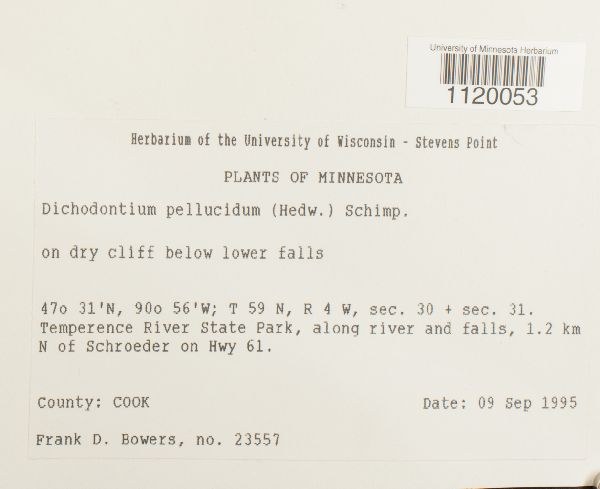 University of Minnesota Herbarium
1120053
Herbarium of the University of Wisconsin - Stevens Point
PLANTS OF MINNESOTA
Dichodontium pellucidum (Hedw.) Schimp.
on dry cliff below lower falls
47o 31'N, 90o 56'W; T 59 N, R 4 W, sec. 30 + sec. 31.
Temperence River State Park, along river and falls, 1.2 km
N of Schroeder on Hwy 61.
County: COOK Date: 09 Sep 1995
Frank D. Bowers, no. 23557